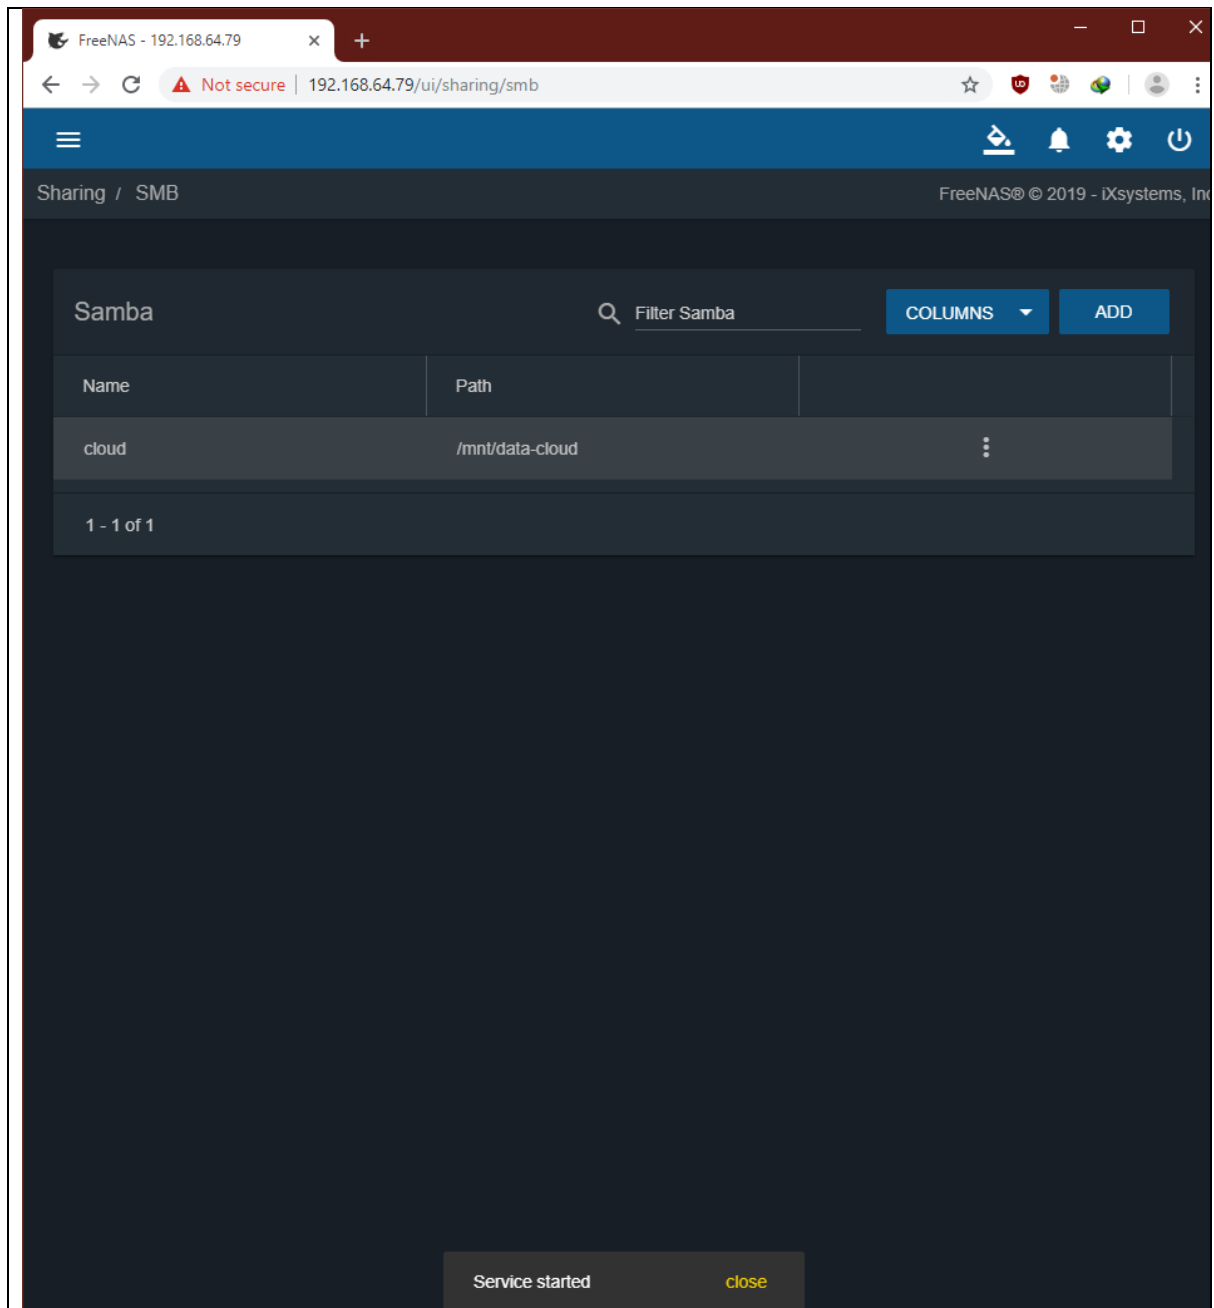 FreeNAS - 192.168.64.79
Not secure | 192.168.64.79/ui/sharing/smb
Sharing / SMB
FreeNAS® © 2019 - iXsystems, Inc
Samba
Filter Samba
COLUMNS
ADD
Name
Path
cloud
/mnt/data-cloud
1 - 1 of 1
Service started
close